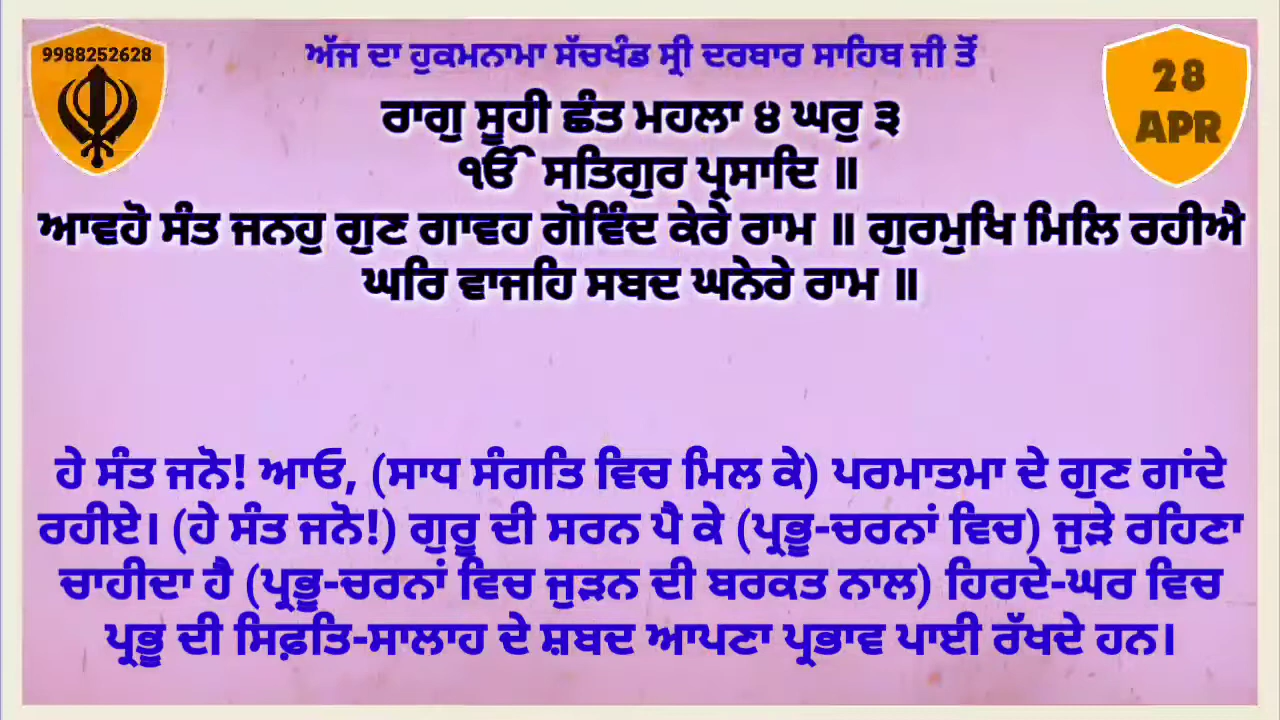 9988252628
ਅੱਜ ਦਾ ਹੁਕਮਨਾਮਾ ਸੱਚਖੰਡ ਸ੍ਰੀ ਦਰਬਾਰ ਸਾਹਿਬ ਜੀ ਤੋਂ
28
APR
ਰਾਗੁ ਸੂਹੀ ਛੰਤ ਮਹਲਾ ੪ ਘਰੁ ੩
ੴ ਸਤਿਗੁਰ ਪ੍ਰਸਾਦਿ ॥
ਆਵਹੋ ਸੰਤ ਜਨਹੁ ਗੁਣ ਗਾਵਹ ਗੋਵਿੰਦ ਕੇਰੇ ਰਾਮ ॥ ਗੁਰਮੁਖਿ ਮਿਲਿ ਰਹੀਐ
ਘਰਿ ਵਾਜਹਿ ਸਬਦ ਘਨੇਰੇ ਰਾਮ ॥
ਹੇ ਸੰਤ ਜਨੋ! ਆਓ, (ਸਾਧ ਸੰਗਤਿ ਵਿਚ ਮਿਲ ਕੇ) ਪਰਮਾਤਮਾ ਦੇ ਗੁਣ ਗਾਂਦੇ
ਰਹੀਏ। (ਹੇ ਸੰਤ ਜਨੋ!) ਗੁਰੂ ਦੀ ਸਰਨ ਪੈ ਕੇ (ਪ੍ਰਭੂ-ਚਰਨਾਂ ਵਿਚ) ਜੁੜੇ ਰਹਿਣਾ
ਚਾਹੀਦਾ ਹੈ (ਪ੍ਰਭੂ-ਚਰਨਾਂ ਵਿਚ ਜੁੜਨ ਦੀ ਬਰਕਤ ਨਾਲ) ਹਿਰਦੇ-ਘਰ ਵਿਚ
ਪ੍ਰਭੂ ਦੀ ਸਿਫ਼ਤਿ-ਸਾਲਾਹ ਦੇ ਸ਼ਬਦ ਆਪਣਾ ਪ੍ਰਭਾਵ ਪਾਈ ਰੱਖਦੇ ਹਨ।